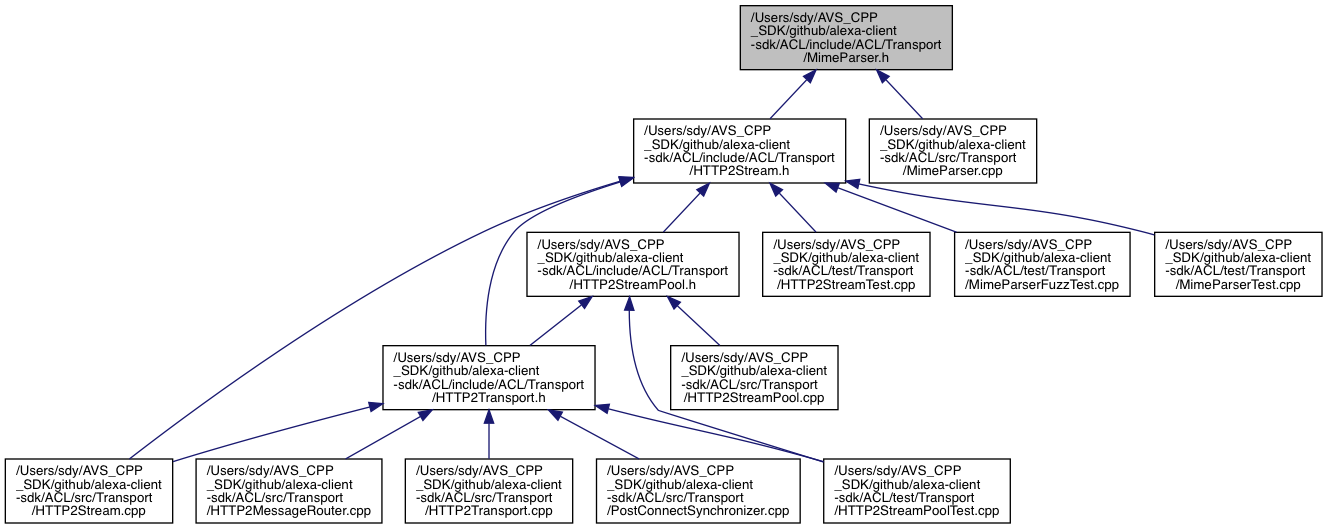 /Users/sdy/AVS_CPP
_SDK/github/alexa-client
-sdk/ACL/include/ACL/Transport
/MimeParser.h
/Users/sdy/AVS_CPP
_SDK/github/alexa-client
-sdk/ACL/include/ACL/Transport
/HTTP2Stream.h
/Users/sdy/AVS_CPP
_SDK/github/alexa-client
-sdk/ACL/src/Transport
/MimeParser.cpp
/Users/sdy/AVS_CPP
_SDK/github/alexa-client
-sdk/ACL/include/ACL/Transport
/HTTP2StreamPool.h
/Users/sdy/AVS_CPP
_SDK/github/alexa-client
-sdk/ACL/test/Transport
/HTTP2StreamTest.cpp
/Users/sdy/AVS_CPP
_SDK/github/alexa-client
-sdk/ACL/test/Transport
/MimeParserFuzzTest.cpp
/Users/sdy/AVS_CPP
_SDK/github/alexa-client
-sdk/ACL/test/Transport
/MimeParserTest.cpp
/Users/sdy/AVS_CPP
_SDK/github/alexa-client
-sdk/ACL/include/ACL/Transport
/HTTP2Transport.h
/Users/sdy/AVS_CPP
_SDK/github/alexa-client
-sdk/ACL/src/Transport
/HTTP2StreamPool.cpp
/Users/sdy/AVS_CPP
_SDK/github/alexa-client
-sdk/ACL/src/Transport
/HTTP2Stream.cpp
/Users/sdy/AVS_CPP
_SDK/github/alexa-client
-sdk/ACL/src/Transport
/HTTP2MessageRouter.cpp
/Users/sdy/AVS_CPP
_SDK/github/alexa-client
-sdk/ACL/src/Transport
/HTTP2Transport.cpp
/Users/sdy/AVS_CPP
_SDK/github/alexa-client
-sdk/ACL/src/Transport
/PostConnectSynchronizer.cpp
/Users/sdy/AVS_CPP
_SDK/github/alexa-client
-sdk/ACL/test/Transport
/HTTP2StreamPoolTest.cpp